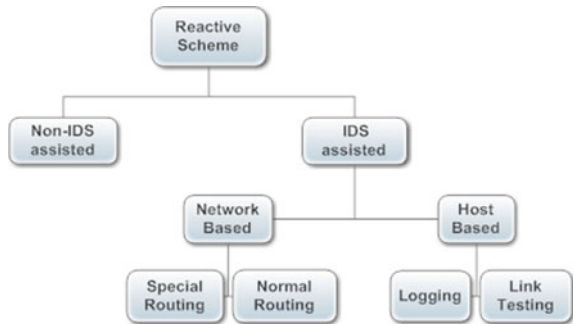 Reactive
Scheme
Non-IDS
assisted
IDS
assisted
Network
Based
Host
Based
Special
Routing
Normal
Routing
Logging
Link
Testing